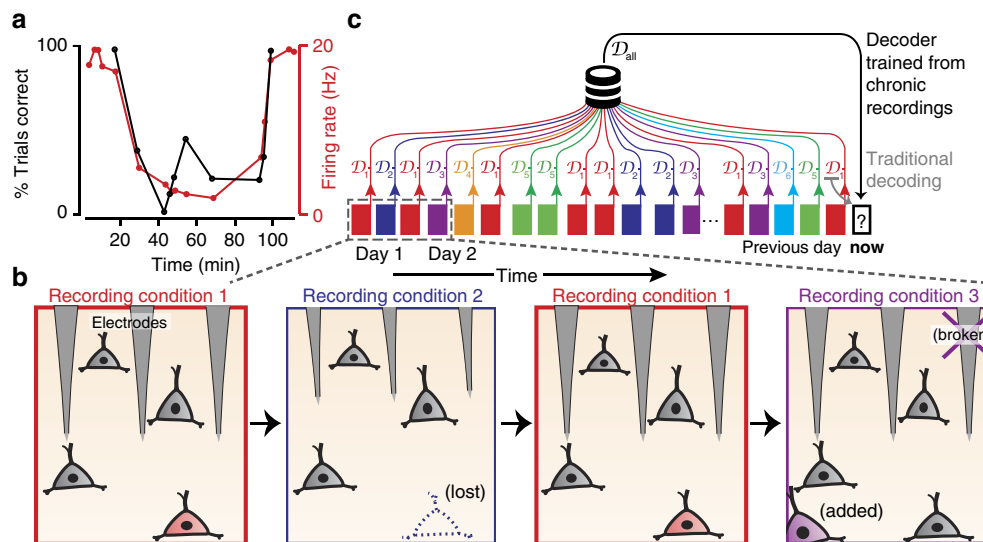 a
100
% Trials correct
0
20
Firing rate (Hz)
0
20 40 60 80 100
Time (min)
c
𝒟all
Decoder
trained from
chronic
recordings
Traditional
decoding
𝒟1 𝒟2 𝒟1 𝒟3 𝒟4 𝒟1 𝒟5 𝒟5 𝒟1 𝒟1 𝒟2 𝒟2 𝒟3 𝒟1 𝒟3 𝒟6 𝒟5 𝒟1
...
?
Day 1 Day 2
Previous day now
b
Time
Recording condition 1
Electrodes
Recording condition 2
(lost)
Recording condition 1
Recording condition 3
(broken
(added)